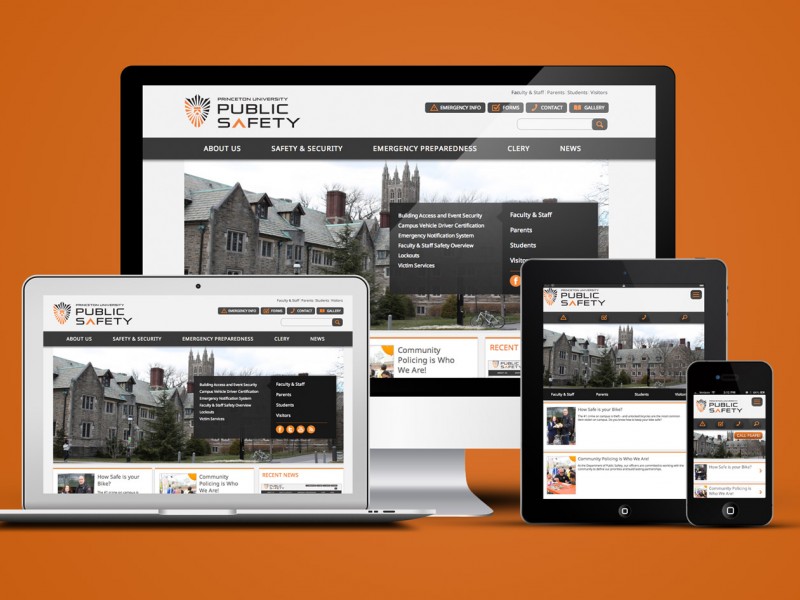 Faculty & Staff Parents Students Visitors
PRINCETON UNIVERSITY
PUBLIC
SAFETY
EMERGENCY INFO
FORMS
CONTACT
GALLERY
ABOUT US
SAFETY & SECURITY
EMERGENCY PREPAREDNESS
CLERY
NEWS
Building Access and Event Security
Campus Vehicle Driver Certification
Emergency Notification System
Faculty & Staff Safety Overview
Lockouts
Victim Services
Faculty & Staff
Parents
Students
Visitors
Community
Policing is Who
We Are!
RECENT
Faculty & Staff Parents Students Visitors
PRINCETON UNIVERSITY
PUBLIC
SAFETY
EMERGENCY INFO
FORMS
CONTACT
GALLERY
ABOUT US
SAFETY & SECURITY
EMERGENCY PREPAREDNESS
CLERY
NEWS
Building Access and Event Security
Campus Vehicle Driver Certification
Emergency Notification System
Faculty & Staff Safety Overview
Lockouts
Victim Services
Faculty & Staff
Parents
Students
Visitors
How Safe is your
Bike?
Community
Policing is Who
We Are!
RECENT NEWS
PRINCETON UNIVERSITY
PUBLIC
SAFETY
Faculty & Staff
Parents
Students
Visitors
How Safe is your Bike?
Community Policing is Who We Are!
PRINCETON UNIVERSITY
PUBLIC
SAFETY
How Safe is your Bike?
Community Policing is Who
We Are!